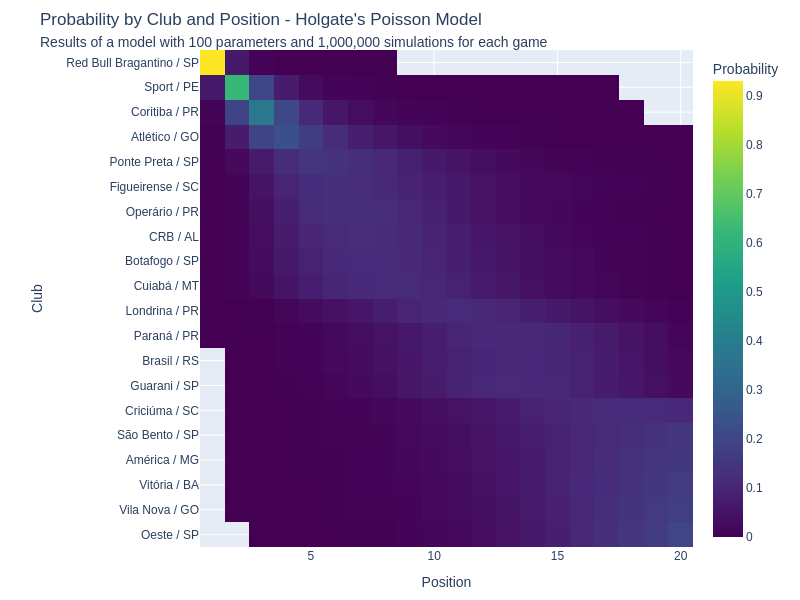 Probability by Club and Position - Holgate's Poisson Model
Results of a model with 100 parameters and 1,000,000 simulations for each game
Probability
Red Bull Bragantino / SP
Sport / PE
Coritiba / PR
Atlético / GO
Ponte Preta / SP
Figueirense / SC
Operário / PR
CRB / AL
Botafogo / SP
Cuiabá / MT
Londrina / PR
Paraná / PR
Brasil / RS
Guarani / SP
Criciúma / SC
São Bento / SP
América / MG
Vitória / BA
Vila Nova / GO
Oeste / SP
Club
5
10
15
20
Position
0.9
0.8
0.7
0.6
0.5
0.4
0.3
0.2
0.1
0